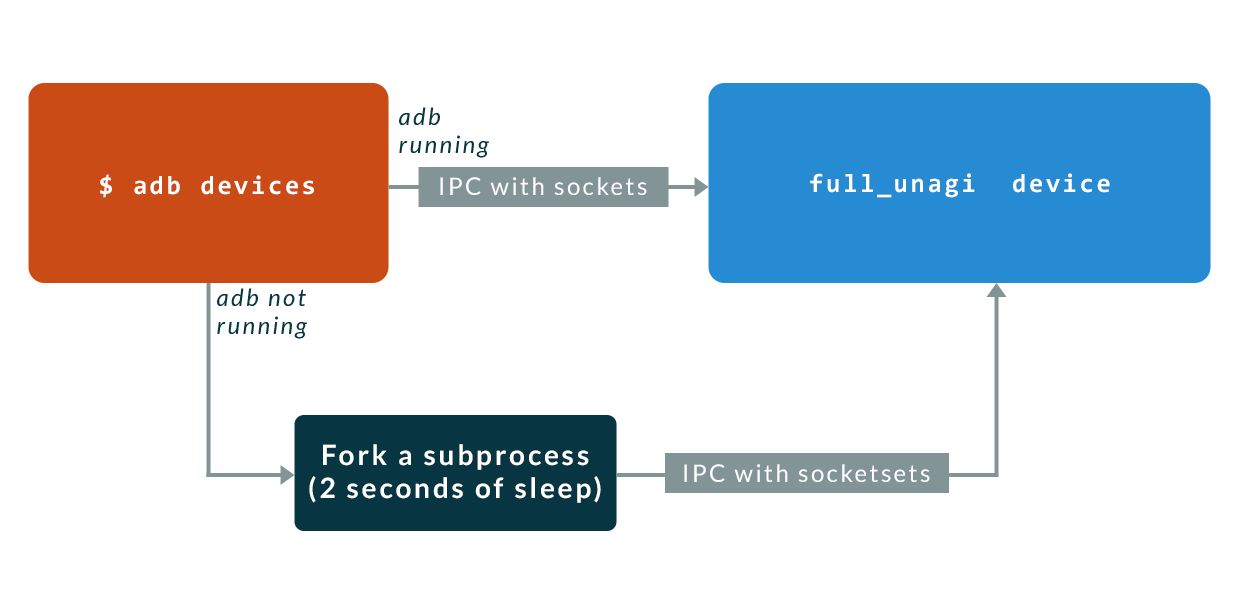 $ adb devices
adb
running
IPC with sockets
full_unagi  device
adb not
running
Fork a subprocess
(2 seconds of sleep)
IPC with socketsets